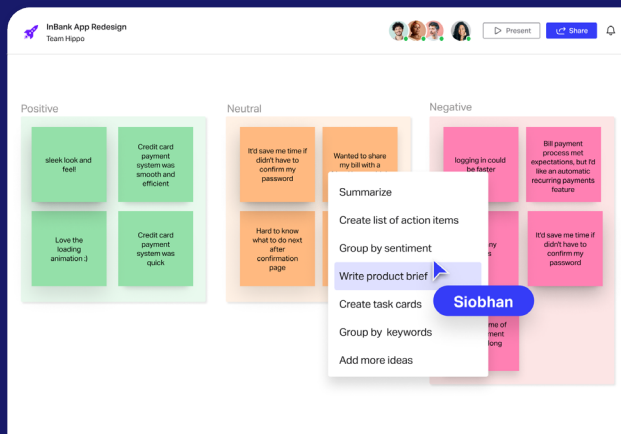 InBank App Redesign
Team Hippo
Present
Share
Positive
Neutral
Negative
sleek look and
feel!
Credit card
payment
system was
smooth and
efficient
Love the
loading
animation :)
Credit card
payment
system was
quick
It'd save me time if
didn't have to
confirm my
password
Wanted to share
my bill with a
Hard to know
what to do next
after
confirmation
page
logging in could
be faster
Bill payment
process met
expectations, but I'd
like an automatic
recurring payments
feature
It'd save me time if
didn't have to
confirm my
password
Summarize
Create list of action items
Group by sentiment
Write product brief
Create task cards
Group by keywords
Add more ideas
Siobhan